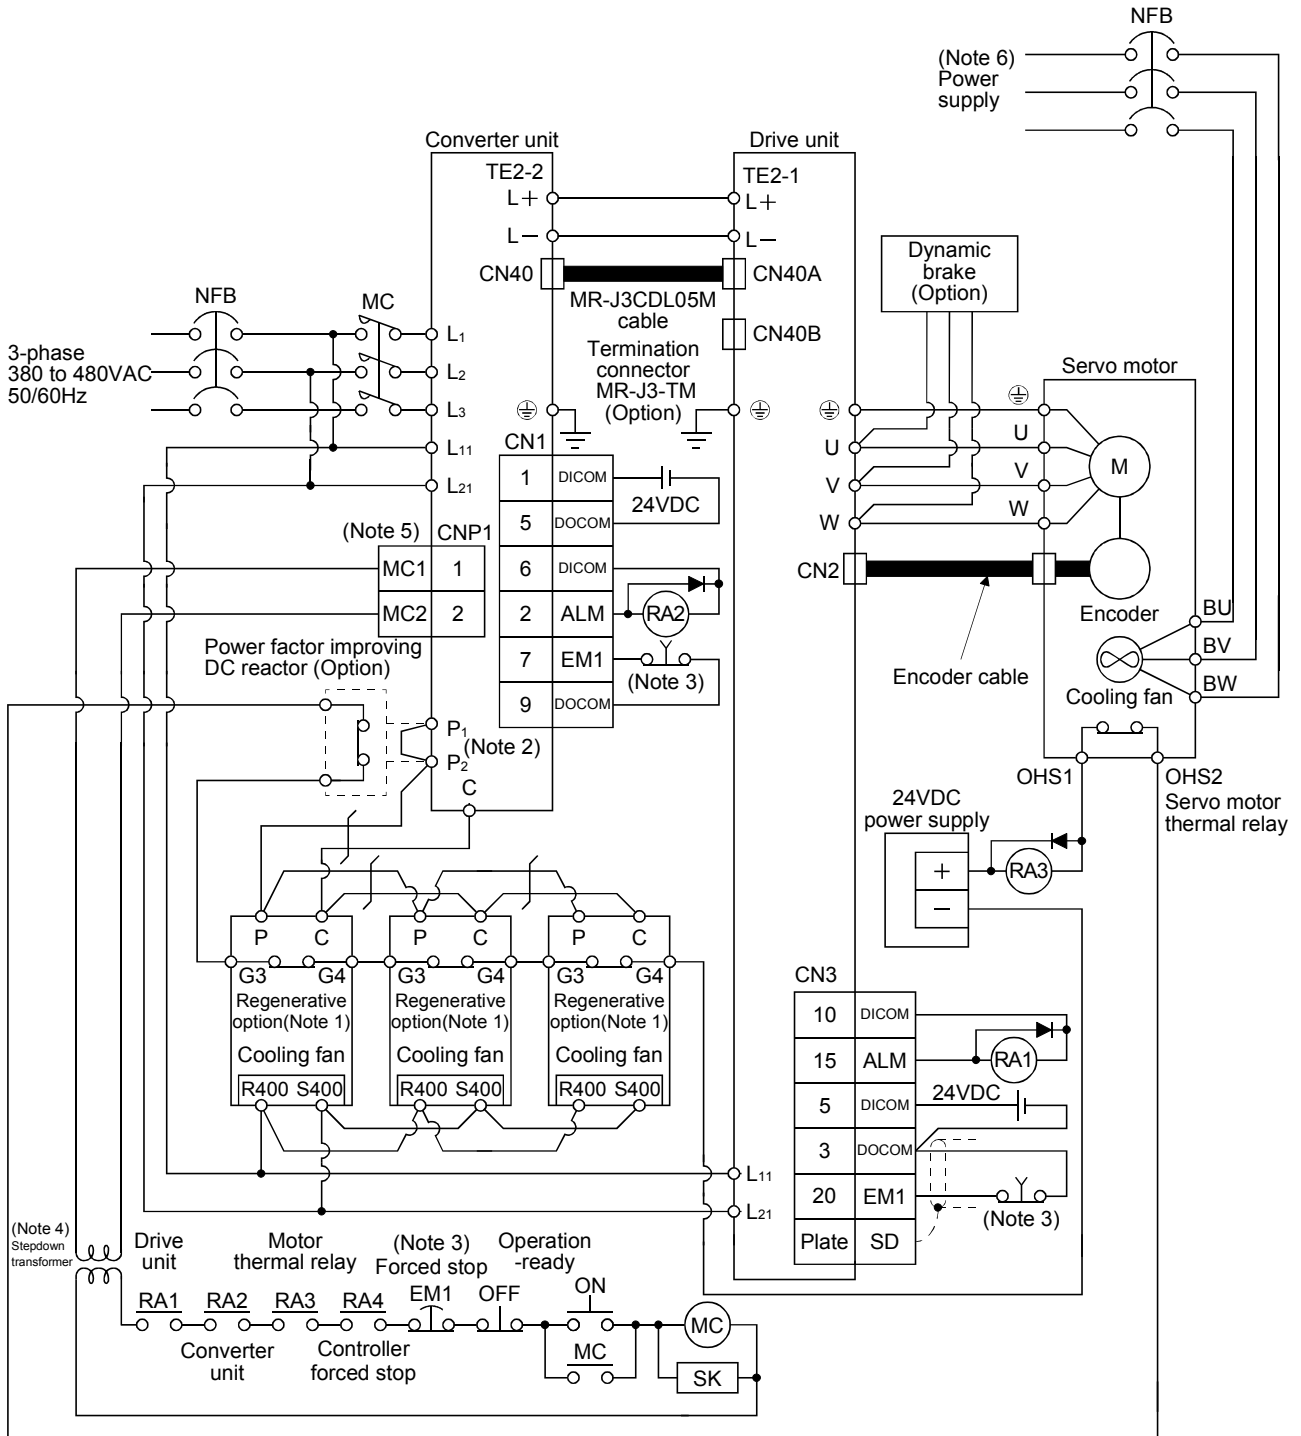 NFB
(Note 6)
Power
supply
Converter unit
Drive unit
TE2-2
TE2-1
L+
L+
L−
L−
CN40
CN40A
MR-J3CDL05M
cable
CN40B
Termination
connector
MR-J3-TM
(Option)
Dynamic
brake
(Option)
NFB
MC
3-phase
380 to 480VAC
50/60Hz
L1
L2
L3
L11
L21
Servo motor
U
V
W
U
V
W
M
CN2
Encoder
Encoder cable
BU
BV
BW
Cooling fan
OHS1
OHS2
Servo motor
thermal relay
CN1
1 DICOM
24VDC
5 DOCOM
6 DICOM
2 ALM
RA2
7 EM1
(Note 3)
9 DOCOM
(Note 5)
CNP1
MC1 1
MC2 2
Power factor improving
DC reactor (Option)
P1
(Note 2)
P2
C
24VDC
power supply
+
−
RA3
P C P C P C
G3 G4 G3 G4 G3 G4
Regenerative
option(Note 1)
Regenerative
option(Note 1)
Regenerative
option(Note 1)
Cooling fan
Cooling fan
Cooling fan
R400 S400
R400 S400
R400 S400
CN3
10 DICOM
15 ALM
RA1
5 DICOM
24VDC
3 DOCOM
20 EM1
(Note 3)
Plate SD
L11
L21
(Note 4)
Stepdown
transformer
Drive
unit
Motor
thermal relay
(Note 3)
Forced stop
Operation
-ready
RA1
RA2
RA3
RA4
EM1
OFF
ON
MC
Converter
unit
Controller
forced stop
MC
SK